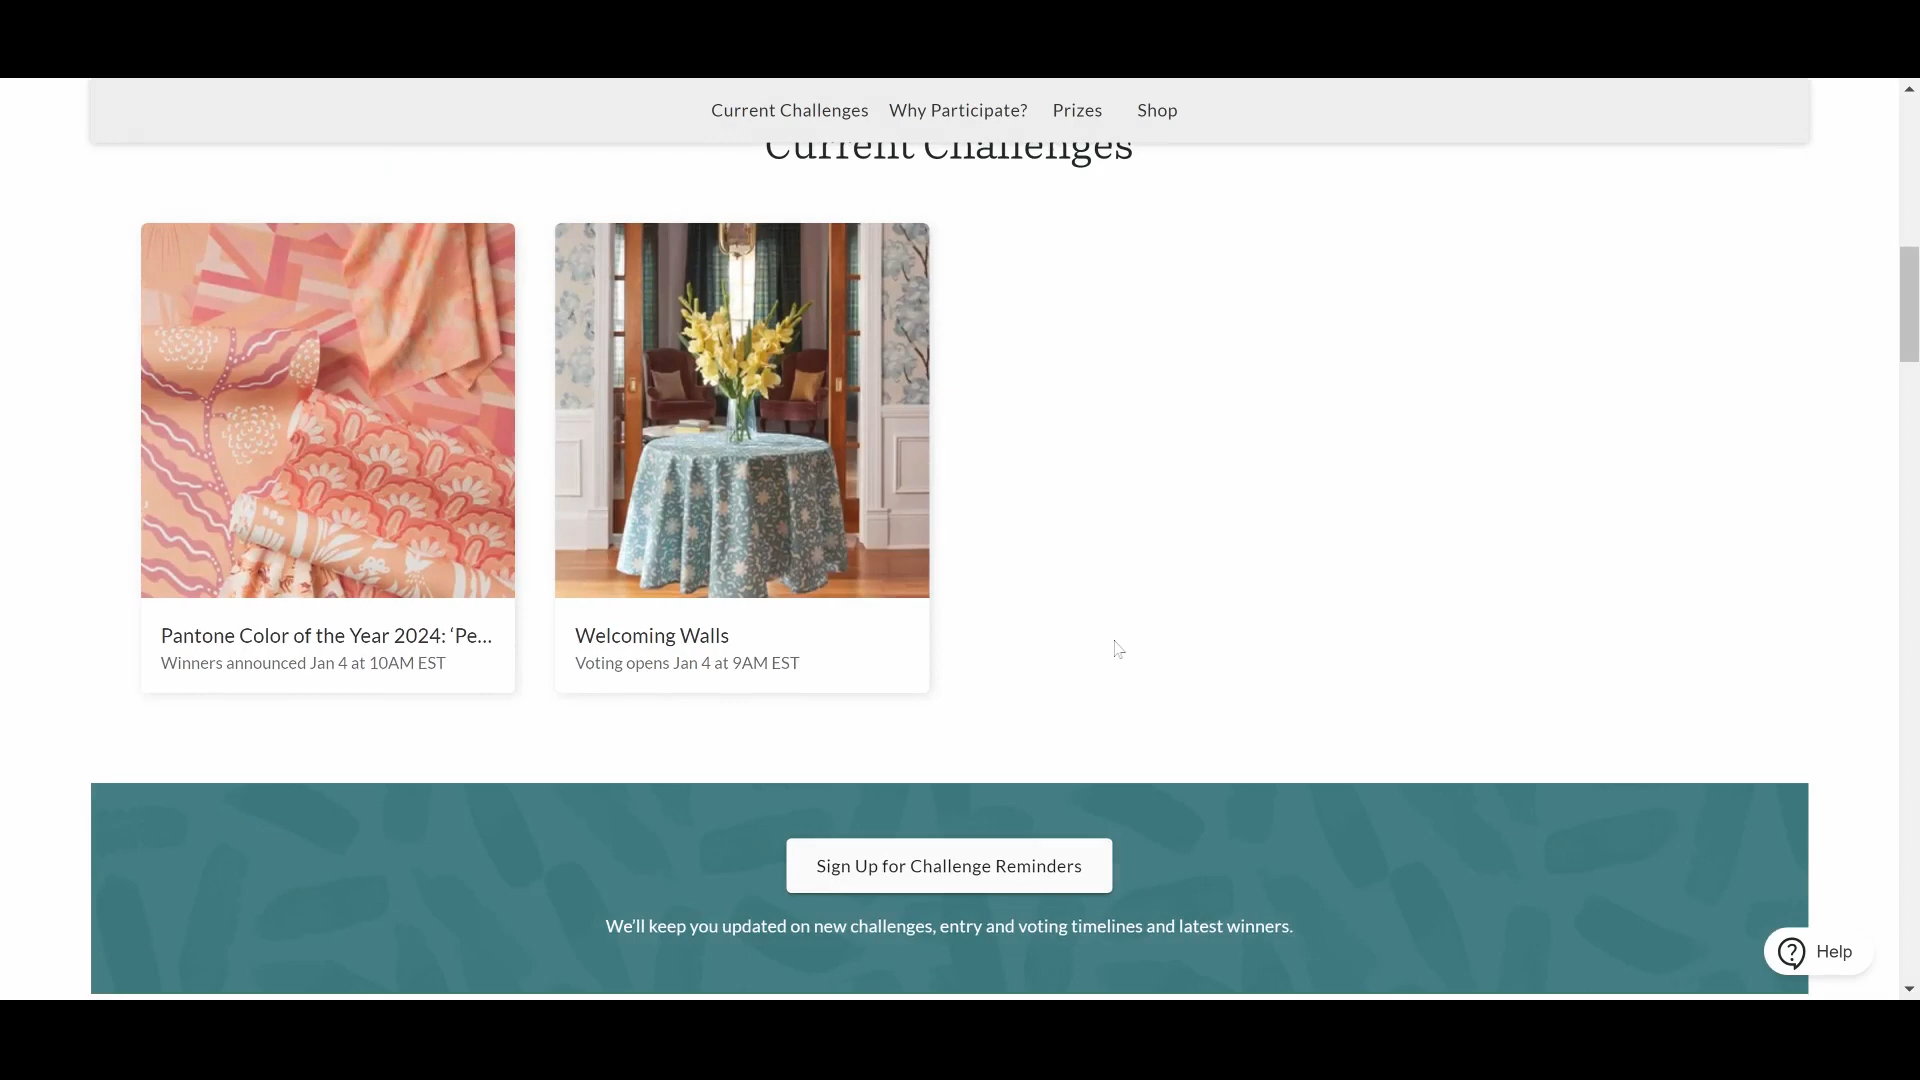 Current Challenges
Why Participate?
Prizes
Shop
Current Challenges
Pantone Color of the Year 2024: ‘Pe...
Winners announced Jan 4 at 10AM EST
Welcoming Walls
Voting opens Jan 4 at 9AM EST
Sign Up for Challenge Reminders
We’ll keep you updated on new challenges, entry and voting timelines and latest winners.
Help